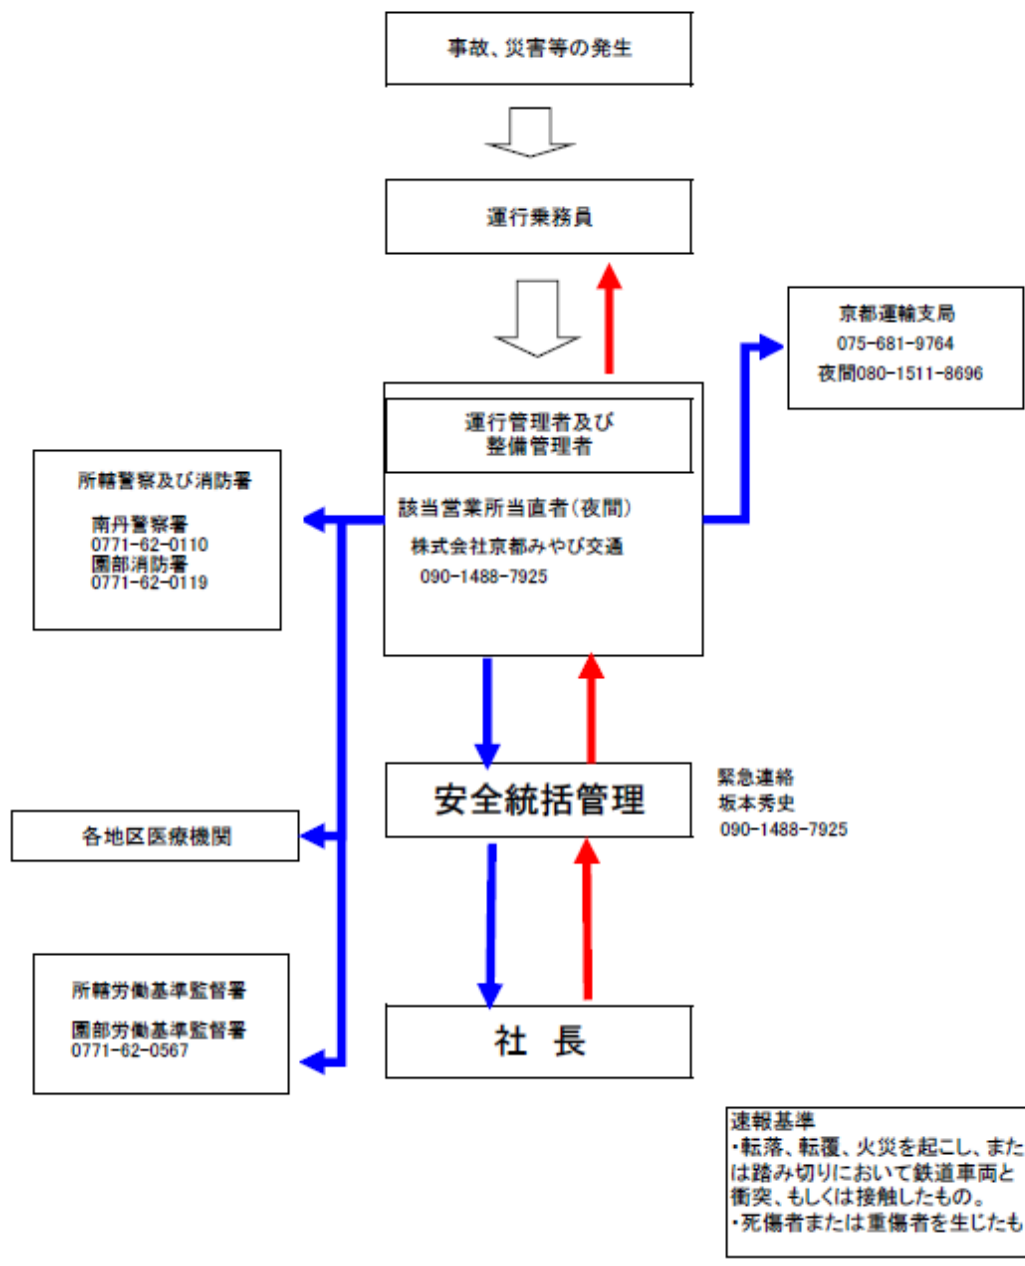 事故、災害等の発生
運行乗務員
京都運輸支局
075-681-9764
夜間080-1511-8696
運行管理者及び
整備管理者
該当営業所当直者(夜間)
株式会社京都みやび交通
090-1488-7925
所轄警察及び消防署
南丹警察署
0771-62-0110
園部消防署
0771-62-0119
安全統括管理
緊急連絡
坂本秀史
090-1488-7925
各地区医療機関
所轄労働基準監督署
園部労働基準監督署
0771-62-0567
社 長
速報基準
・転落、転覆、火災を起こし、また
は踏み切りにおいて鉄道車両と
衝突、もしくは接触したもの。
・死傷者または重傷者を生じたも